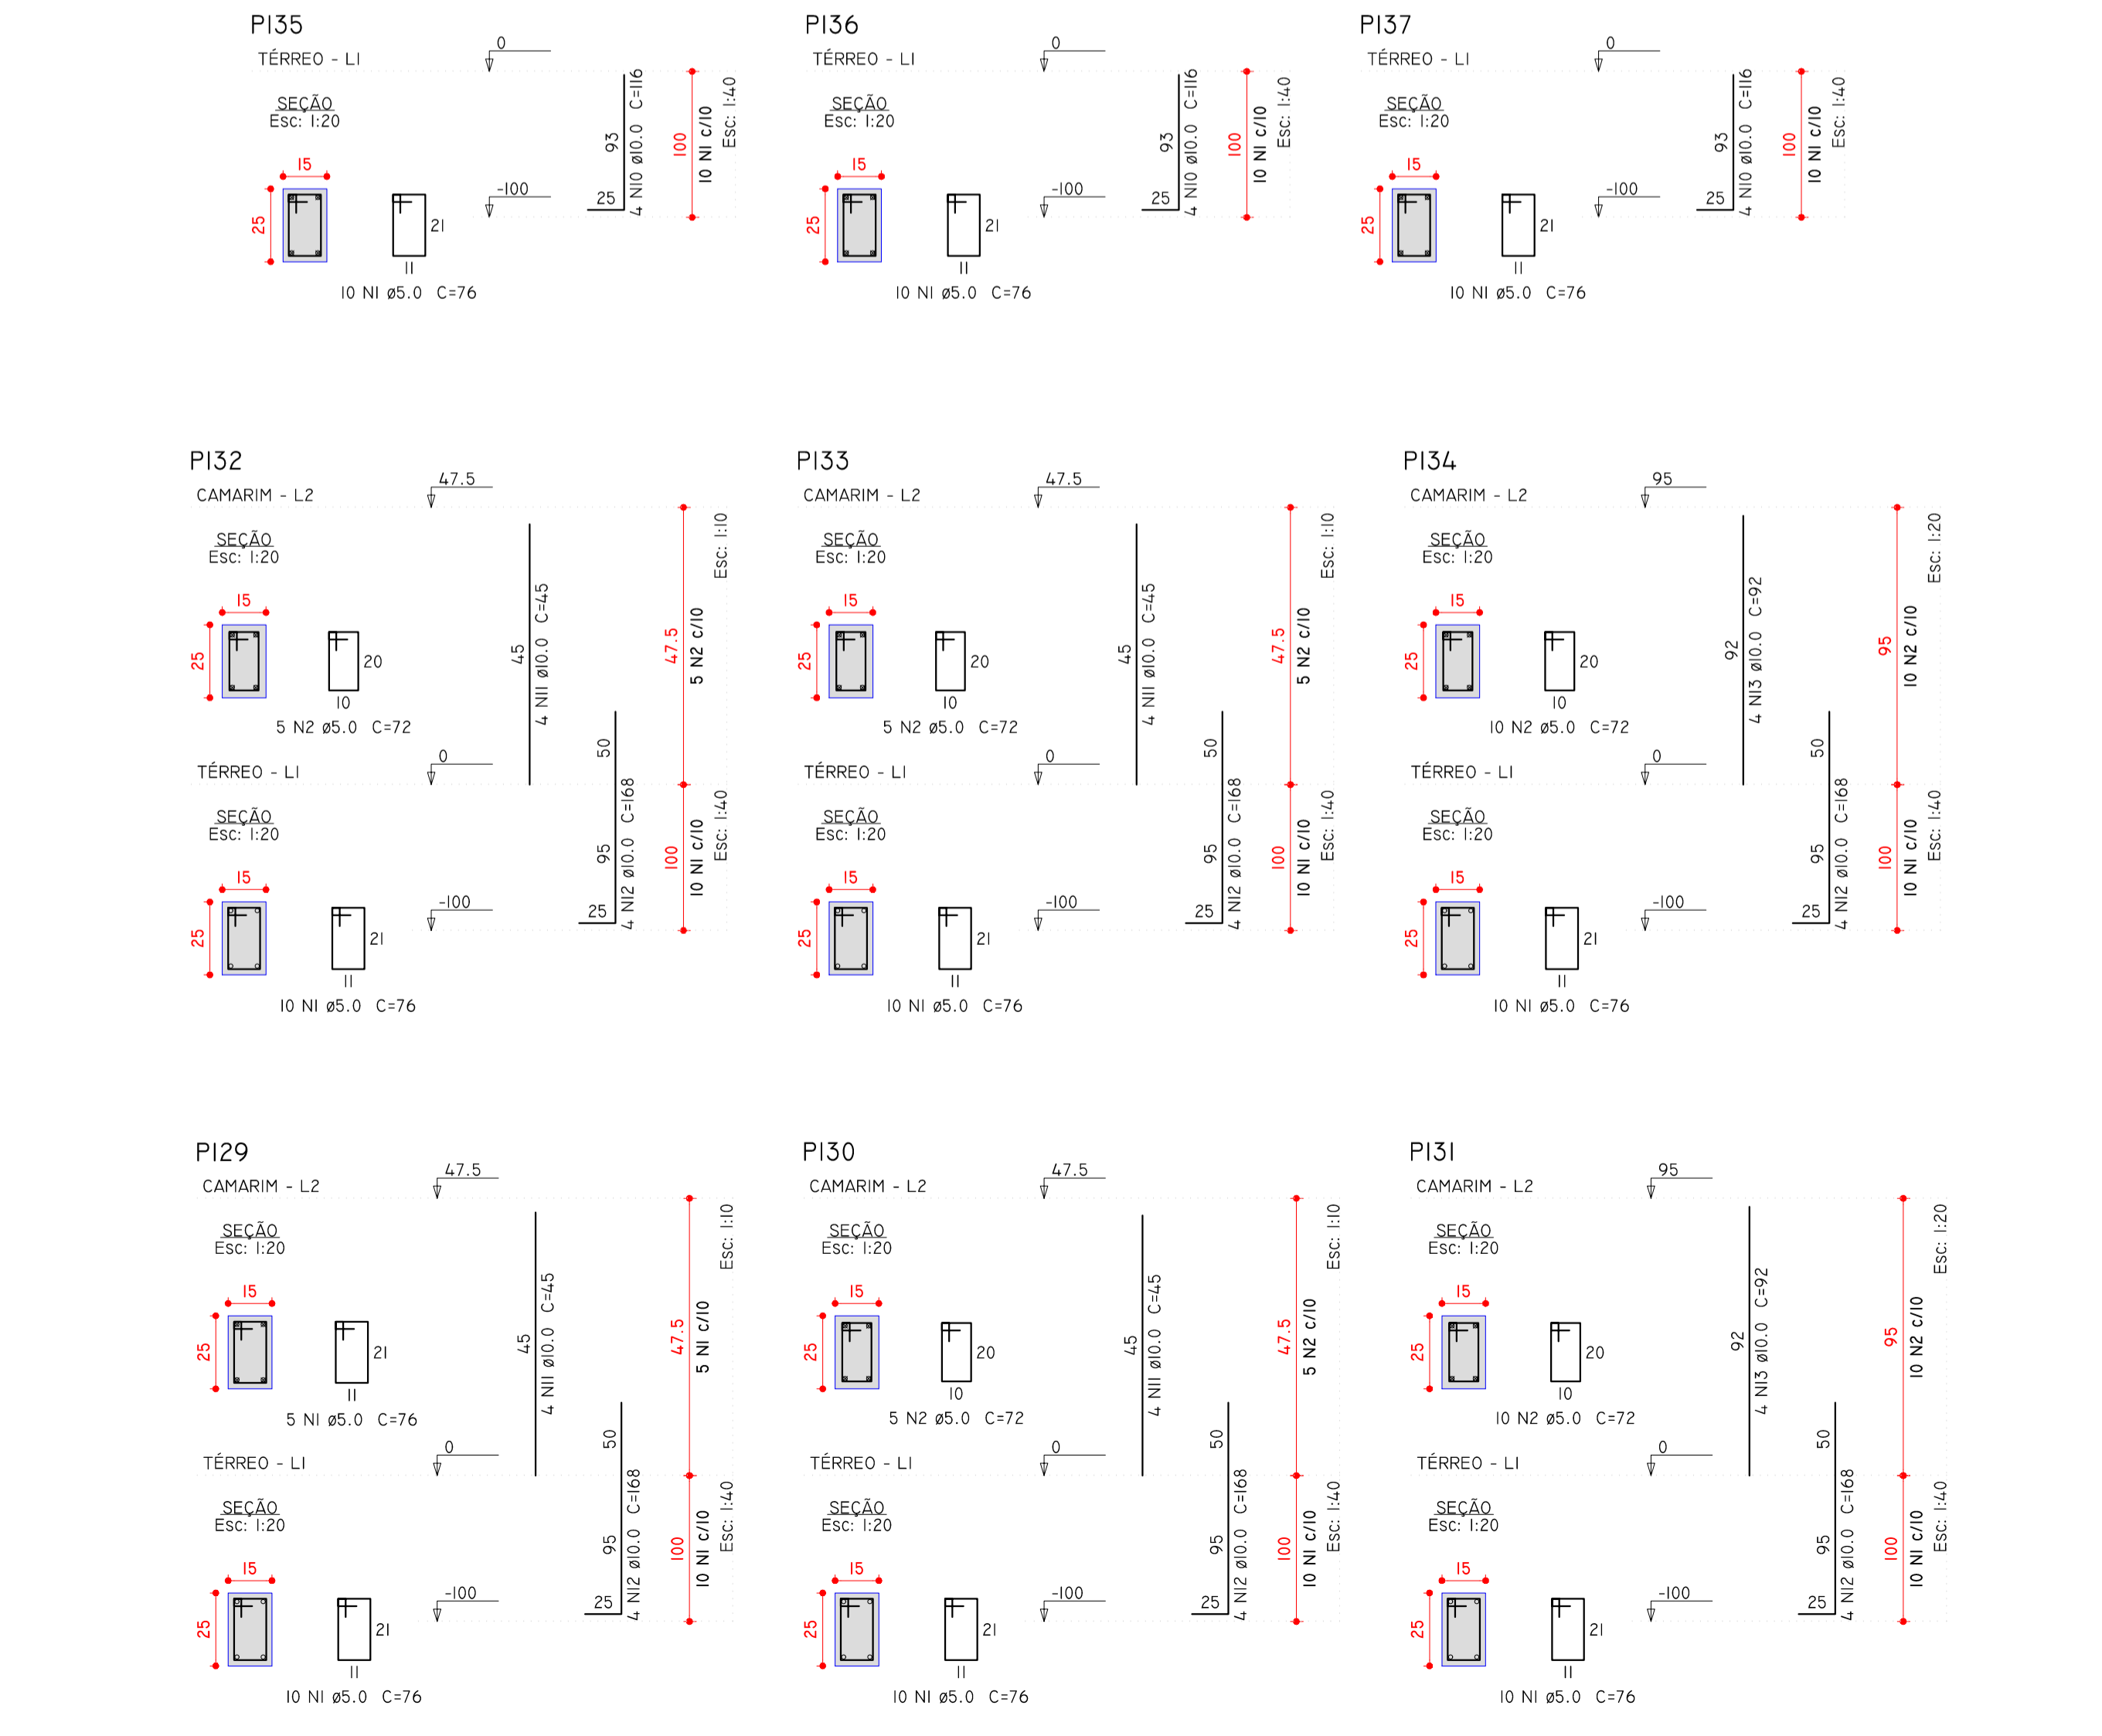 P135
TÉRREO - L1
0
SEÇÃO
Esc: 1:20
15
25
21
11
10 N1 ø5.0 C=76
-100
25
93
4 N10 ø10.0 C=116
100
10 N1 c/10
Esc: 1:40
P136
TÉRREO - L1
0
SEÇÃO
Esc: 1:20
15
25
21
11
10 N1 ø5.0 C=76
-100
25
93
4 N10 ø10.0 C=116
100
10 N1 c/10
Esc: 1:40
P137
TÉRREO - L1
0
SEÇÃO
Esc: 1:20
15
25
21
11
10 N1 ø5.0 C=76
-100
25
93
4 N10 ø10.0 C=116
100
10 N1 c/10
Esc: 1:40
P132
CAMARIM - L2
47.5
SEÇÃO
Esc: 1:20
15
25
20
10
5 N2 ø5.0 C=72
45
4 N11 ø10.0 C=45
47.5
5 N2 c/10
Esc: 1:10
TÉRREO - L1
0
SEÇÃO
Esc: 1:20
15
25
21
11
10 N1 ø5.0 C=76
-100
25
95
50
4 N12 ø10.0 C=168
100
10 N1 c/10
Esc: 1:40
P133
CAMARIM - L2
47.5
SEÇÃO
Esc: 1:20
15
25
20
10
5 N2 ø5.0 C=72
45
4 N11 ø10.0 C=45
47.5
5 N2 c/10
Esc: 1:10
TÉRREO - L1
0
SEÇÃO
Esc: 1:20
15
25
21
11
10 N1 ø5.0 C=76
-100
25
95
50
4 N12 ø10.0 C=168
100
10 N1 c/10
Esc: 1:40
P134
CAMARIM - L2
95
SEÇÃO
Esc: 1:20
15
25
20
10
10 N2 ø5.0 C=72
92
4 N13 ø10.0 C=92
95
10 N2 c/10
Esc: 1:20
TÉRREO - L1
0
SEÇÃO
Esc: 1:20
15
25
21
11
10 N1 ø5.0 C=76
-100
25
95
50
4 N12 ø10.0 C=168
100
10 N1 c/10
Esc: 1:40
P129
CAMARIM - L2
47.5
SEÇÃO
Esc: 1:20
15
25
21
11
5 N1 ø5.0 C=76
45
4 N11 ø10.0 C=45
47.5
5 N1 c/10
Esc: 1:10
TÉRREO - L1
0
SEÇÃO
Esc: 1:20
15
25
21
11
10 N1 ø5.0 C=76
-100
25
95
50
4 N12 ø10.0 C=168
100
10 N1 c/10
Esc: 1:40
P130
CAMARIM - L2
47.5
SEÇÃO
Esc: 1:20
15
25
20
10
5 N2 ø5.0 C=72
45
4 N11 ø10.0 C=45
47.5
5 N2 c/10
Esc: 1:10
TÉRREO - L1
0
SEÇÃO
Esc: 1:20
15
25
21
11
10 N1 ø5.0 C=76
-100
25
95
50
4 N12 ø10.0 C=168
100
10 N1 c/10
Esc: 1:40
P131
CAMARIM - L2
95
SEÇÃO
Esc: 1:20
15
25
20
10
10 N2 ø5.0 C=72
92
4 N13 ø10.0 C=92
95
10 N2 c/10
Esc: 1:20
TÉRREO - L1
0
SEÇÃO
Esc: 1:20
15
25
21
11
10 N1 ø5.0 C=76
-100
25
95
50
4 N12 ø10.0 C=168
100
10 N1 c/10
Esc: 1:40